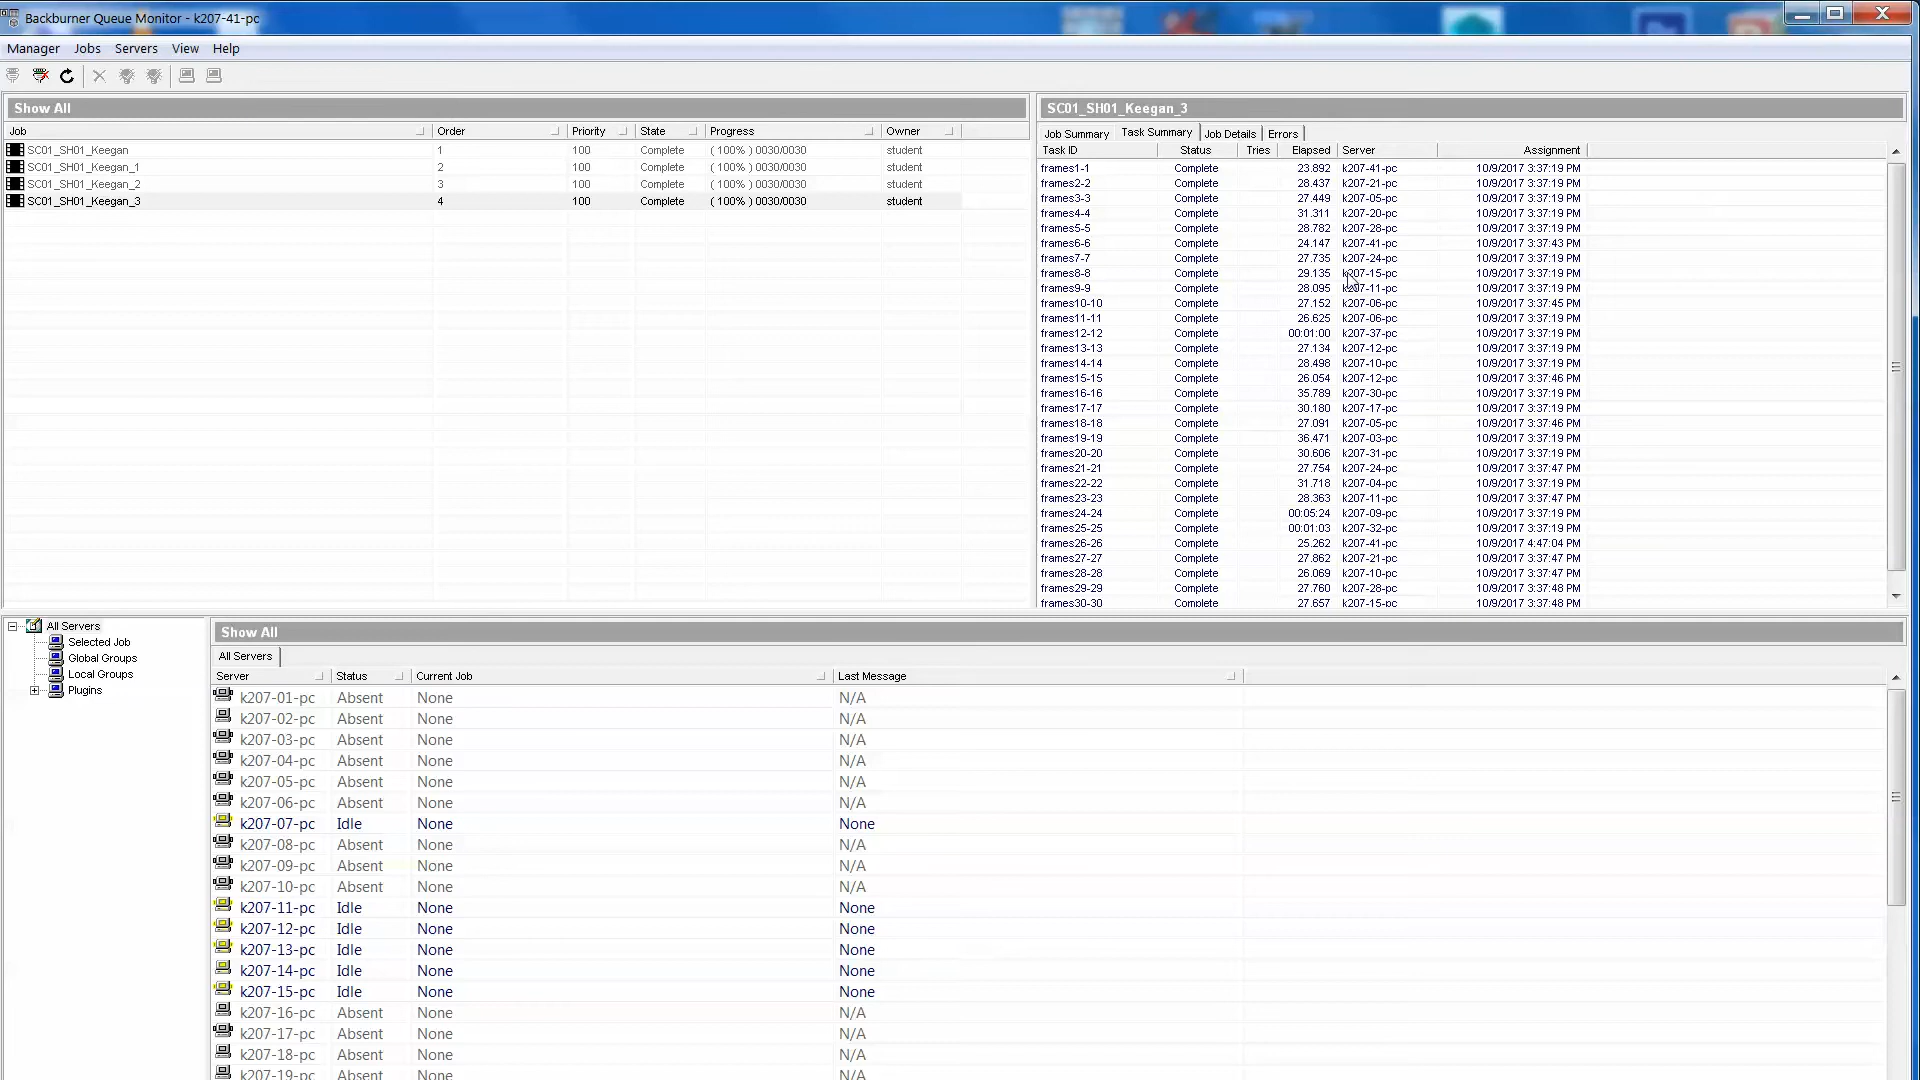 Backburner Queue Monitor - k207-41-pc
Manager Jobs Servers View Help
Show All
Job Order Priority State Progress Owner
SC01_SH01_Keegan 1 100 Complete ( 100% ) 0030/0030 student
SC01_SH01_Keegan_1 2 100 Complete ( 100% ) 0030/0030 student
SC01_SH01_Keegan_2 3 100 Complete ( 100% ) 0030/0030 student
SC01_SH01_Keegan_3 4 100 Complete ( 100% ) 0030/0030 student
SC01_SH01_Keegan_3
Job Summary Task Summary Job Details Errors
Task ID Status Tries Elapsed Server Assignment
frames1-1 Complete 23.892 k207-41-pc 10/9/2017 3:37:19 PM
frames2-2 Complete 28.437 k207-21-pc 10/9/2017 3:37:19 PM
frames3-3 Complete 27.449 k207-05-pc 10/9/2017 3:37:19 PM
frames4-4 Complete 31.311 k207-20-pc 10/9/2017 3:37:19 PM
frames5-5 Complete 28.782 k207-28-pc 10/9/2017 3:37:19 PM
frames6-6 Complete 24.147 k207-41-pc 10/9/2017 3:37:43 PM
frames7-7 Complete 27.735 k207-24-pc 10/9/2017 3:37:19 PM
frames8-8 Complete 29.135 k207-15-pc 10/9/2017 3:37:19 PM
frames9-9 Complete 28.095 k207-11-pc 10/9/2017 3:37:19 PM
frames10-10 Complete 27.152 k207-06-pc 10/9/2017 3:37:45 PM
frames11-11 Complete 26.625 k207-06-pc 10/9/2017 3:37:19 PM
frames12-12 Complete 00:01:00 k207-37-pc 10/9/2017 3:37:19 PM
frames13-13 Complete 27.134 k207-12-pc 10/9/2017 3:37:19 PM
frames14-14 Complete 28.498 k207-10-pc 10/9/2017 3:37:19 PM
frames15-15 Complete 26.054 k207-12-pc 10/9/2017 3:37:46 PM
frames16-16 Complete 35.789 k207-30-pc 10/9/2017 3:37:19 PM
frames17-17 Complete 30.180 k207-17-pc 10/9/2017 3:37:19 PM
frames18-18 Complete 27.091 k207-05-pc 10/9/2017 3:37:46 PM
frames19-19 Complete 36.471 k207-03-pc 10/9/2017 3:37:19 PM
frames20-20 Complete 30.606 k207-31-pc 10/9/2017 3:37:19 PM
frames21-21 Complete 27.754 k207-24-pc 10/9/2017 3:37:47 PM
frames22-22 Complete 31.718 k207-04-pc 10/9/2017 3:37:19 PM
frames23-23 Complete 28.363 k207-11-pc 10/9/2017 3:37:47 PM
frames24-24 Complete 00:05:24 k207-09-pc 10/9/2017 3:37:19 PM
frames25-25 Complete 00:01:03 k207-32-pc 10/9/2017 3:37:19 PM
frames26-26 Complete 25.262 k207-41-pc 10/9/2017 4:47:04 PM
frames27-27 Complete 27.862 k207-21-pc 10/9/2017 3:37:47 PM
frames28-28 Complete 26.069 k207-10-pc 10/9/2017 3:37:47 PM
frames29-29 Complete 27.760 k207-28-pc 10/9/2017 3:37:48 PM
frames30-30 Complete 27.657 k207-15-pc 10/9/2017 3:37:48 PM
All Servers
Selected Job
Global Groups
Local Groups
Plugins
Show All
All Servers
Server Status Current Job Last Message
k207-01-pc Absent None N/A
k207-02-pc Absent None N/A
k207-03-pc Absent None N/A
k207-04-pc Absent None N/A
k207-05-pc Absent None N/A
k207-06-pc Absent None N/A
k207-07-pc Idle None None
k207-08-pc Absent None N/A
k207-09-pc Absent None N/A
k207-10-pc Absent None N/A
k207-11-pc Idle None None
k207-12-pc Idle None None
k207-13-pc Idle None None
k207-14-pc Idle None None
k207-15-pc Idle None None
k207-16-pc Absent None N/A
k207-17-pc Absent None N/A
k207-18-pc Absent None N/A
k207-19-pc Absent None N/A